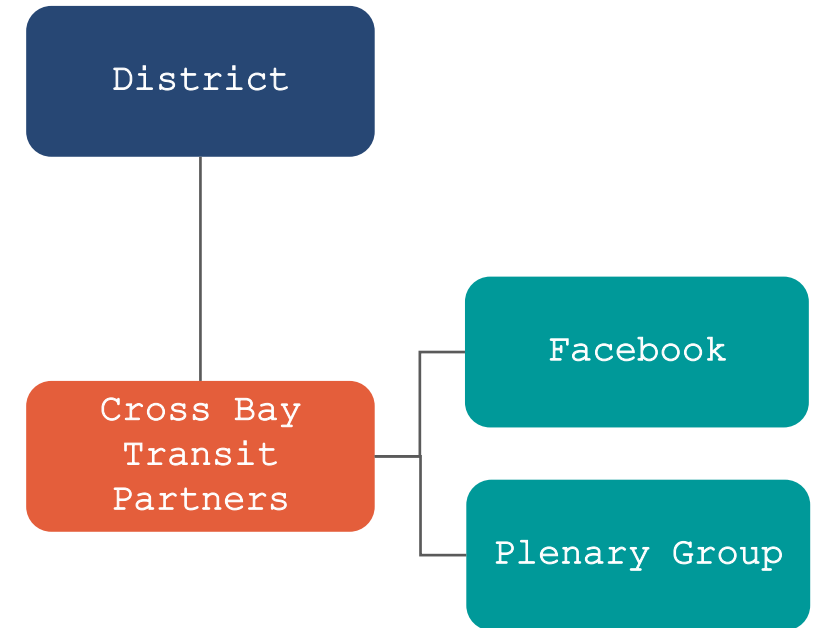 District
Facebook
Cross Bay
Transit
Partners
Plenary Group